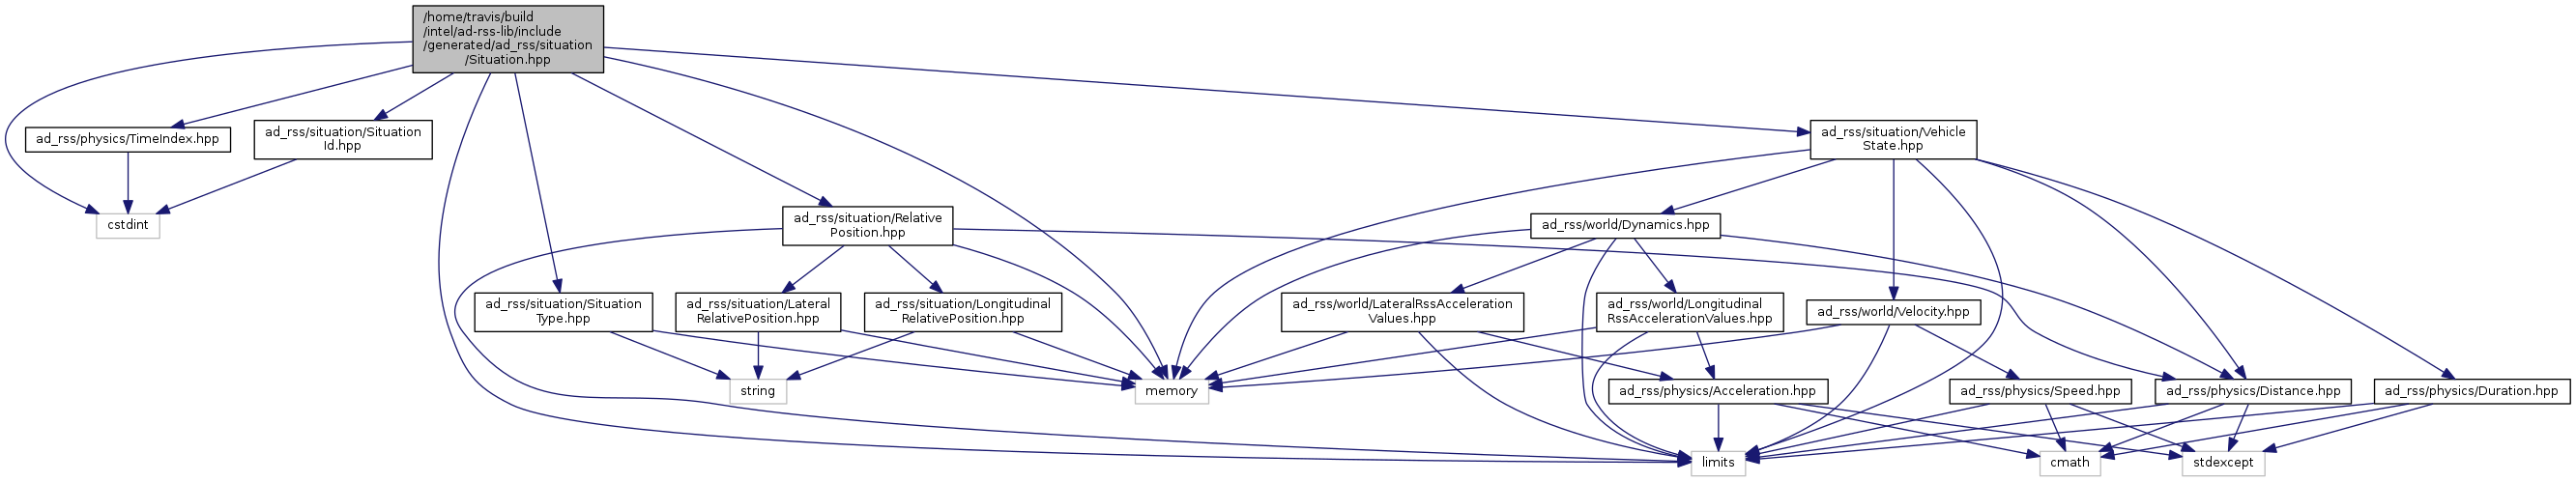 /home/travis/build
/intel/ad-rss-lib/include
/generated/ad_rss/situation
/Situation.hpp
ad_rss/physics/TimeIndex.hpp
ad_rss/situation/Situation
Id.hpp
ad_rss/situation/Vehicle
State.hpp
cstdint
ad_rss/situation/Relative
Position.hpp
ad_rss/world/Dynamics.hpp
ad_rss/situation/Situation
Type.hpp
ad_rss/situation/Lateral
RelativePosition.hpp
ad_rss/situation/Longitudinal
RelativePosition.hpp
ad_rss/world/LateralRssAcceleration
Values.hpp
ad_rss/world/Longitudinal
RssAccelerationValues.hpp
ad_rss/world/Velocity.hpp
string
memory
ad_rss/physics/Acceleration.hpp
ad_rss/physics/Speed.hpp
ad_rss/physics/Distance.hpp
ad_rss/physics/Duration.hpp
limits
cmath
stdexcept